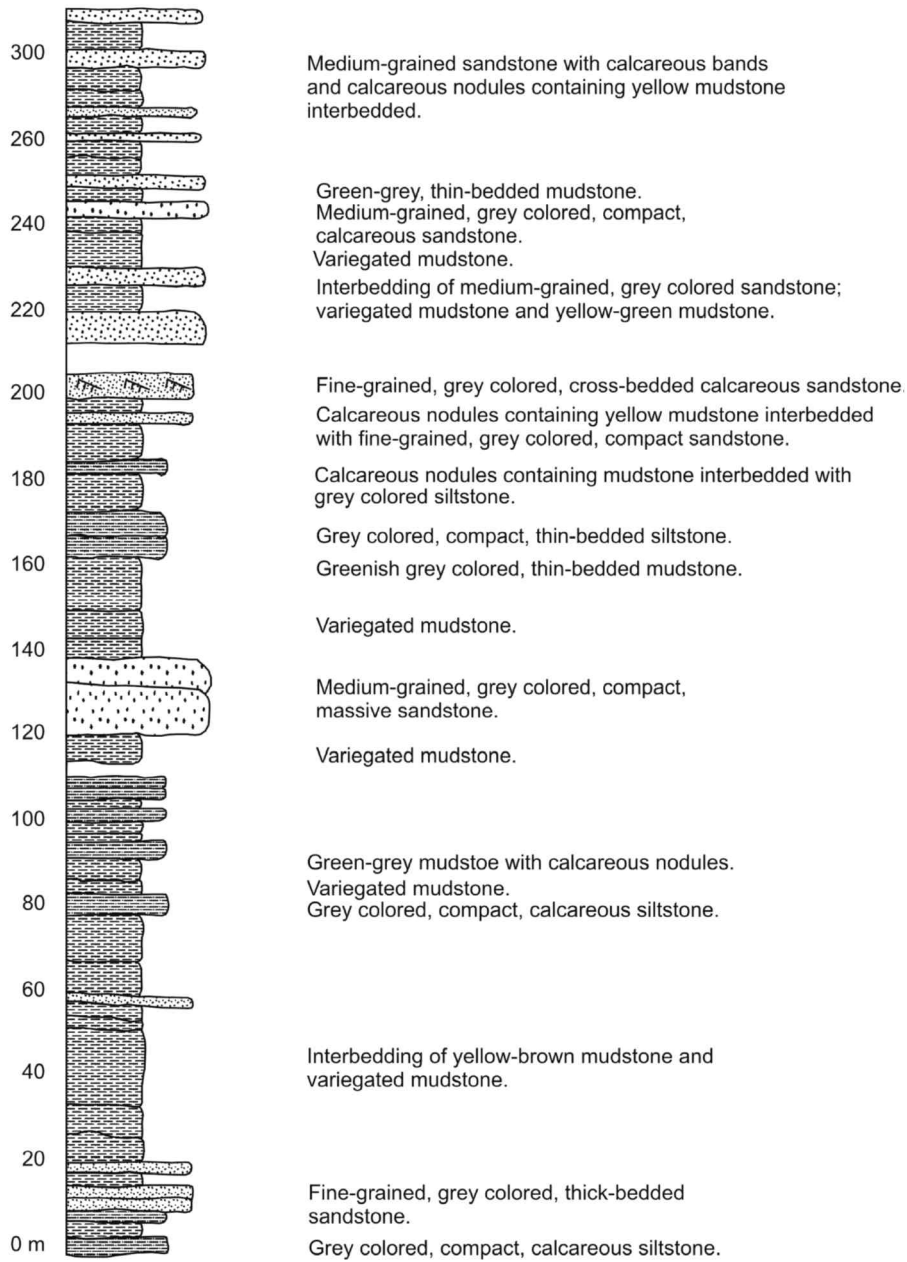 300
Medium-grained sandstone with calcareous bands
and calcareous nodules containing yellow mudstone
interbedded.
260
Green-grey, thin-bedded mudstone.
Medium-grained, grey colored, compact,
calcareous sandstone.
240
Variegated mudstone.
Interbedding of medium-grained, grey colored sandstone;
variegated mudstone and yellow-green mudstone.
220
Fine-grained, grey colored, cross-bedded calcareous sandstone.
200
Calcareous nodules containing yellow mudstone interbedded
with fine-grained, grey colored, compact sandstone.
180
Calcareous nodules containing mudstone interbedded with
grey colored siltstone.
Grey colored, compact, thin-bedded siltstone.
160
Greenish grey colored, thin-bedded mudstone.
Variegated mudstone.
140
Medium-grained, grey colored, compact,
massive sandstone.
120
Variegated mudstone.
100
Green-grey mudstoe with calcareous nodules.
Variegated mudstone.
80
Grey colored, compact, calcareous siltstone.
60
Interbedding of yellow-brown mudstone and
variegated mudstone.
40
20
Fine-grained, grey colored, thick-bedded
sandstone.
0 m
Grey colored, compact, calcareous siltstone.